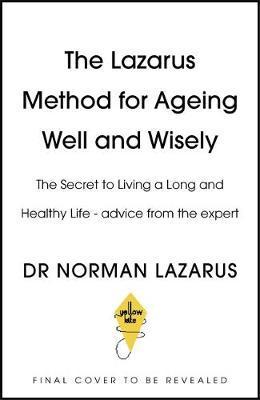 The Lazarus
Method for Ageing
Well and Wisely
The Secret to Living a Long and
Healthy Life - advice from the expert
DR NORMAN LAZARUS
yellow
kite
FINAL COVER TO BE REVEALED